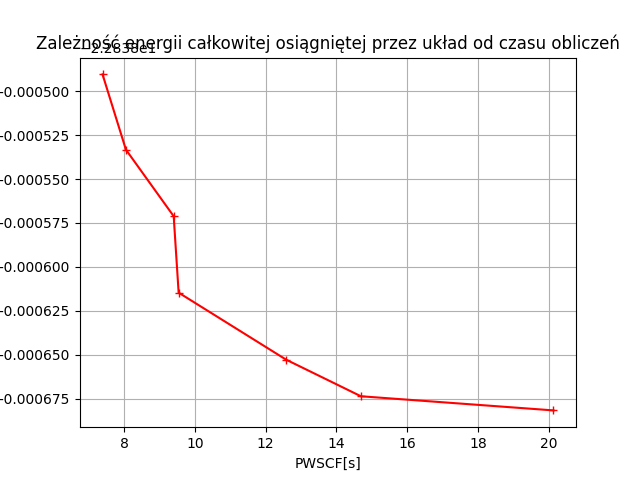 Zależność energii całkowitej osiągniętej przez układ od czasu obliczeń
−2.2838e1
-0.000500
-0.000525
-0.000550
-0.000575
-0.000600
-0.000625
-0.000650
-0.000675
8 10 12 14 16 18 20
PWSCF[s]